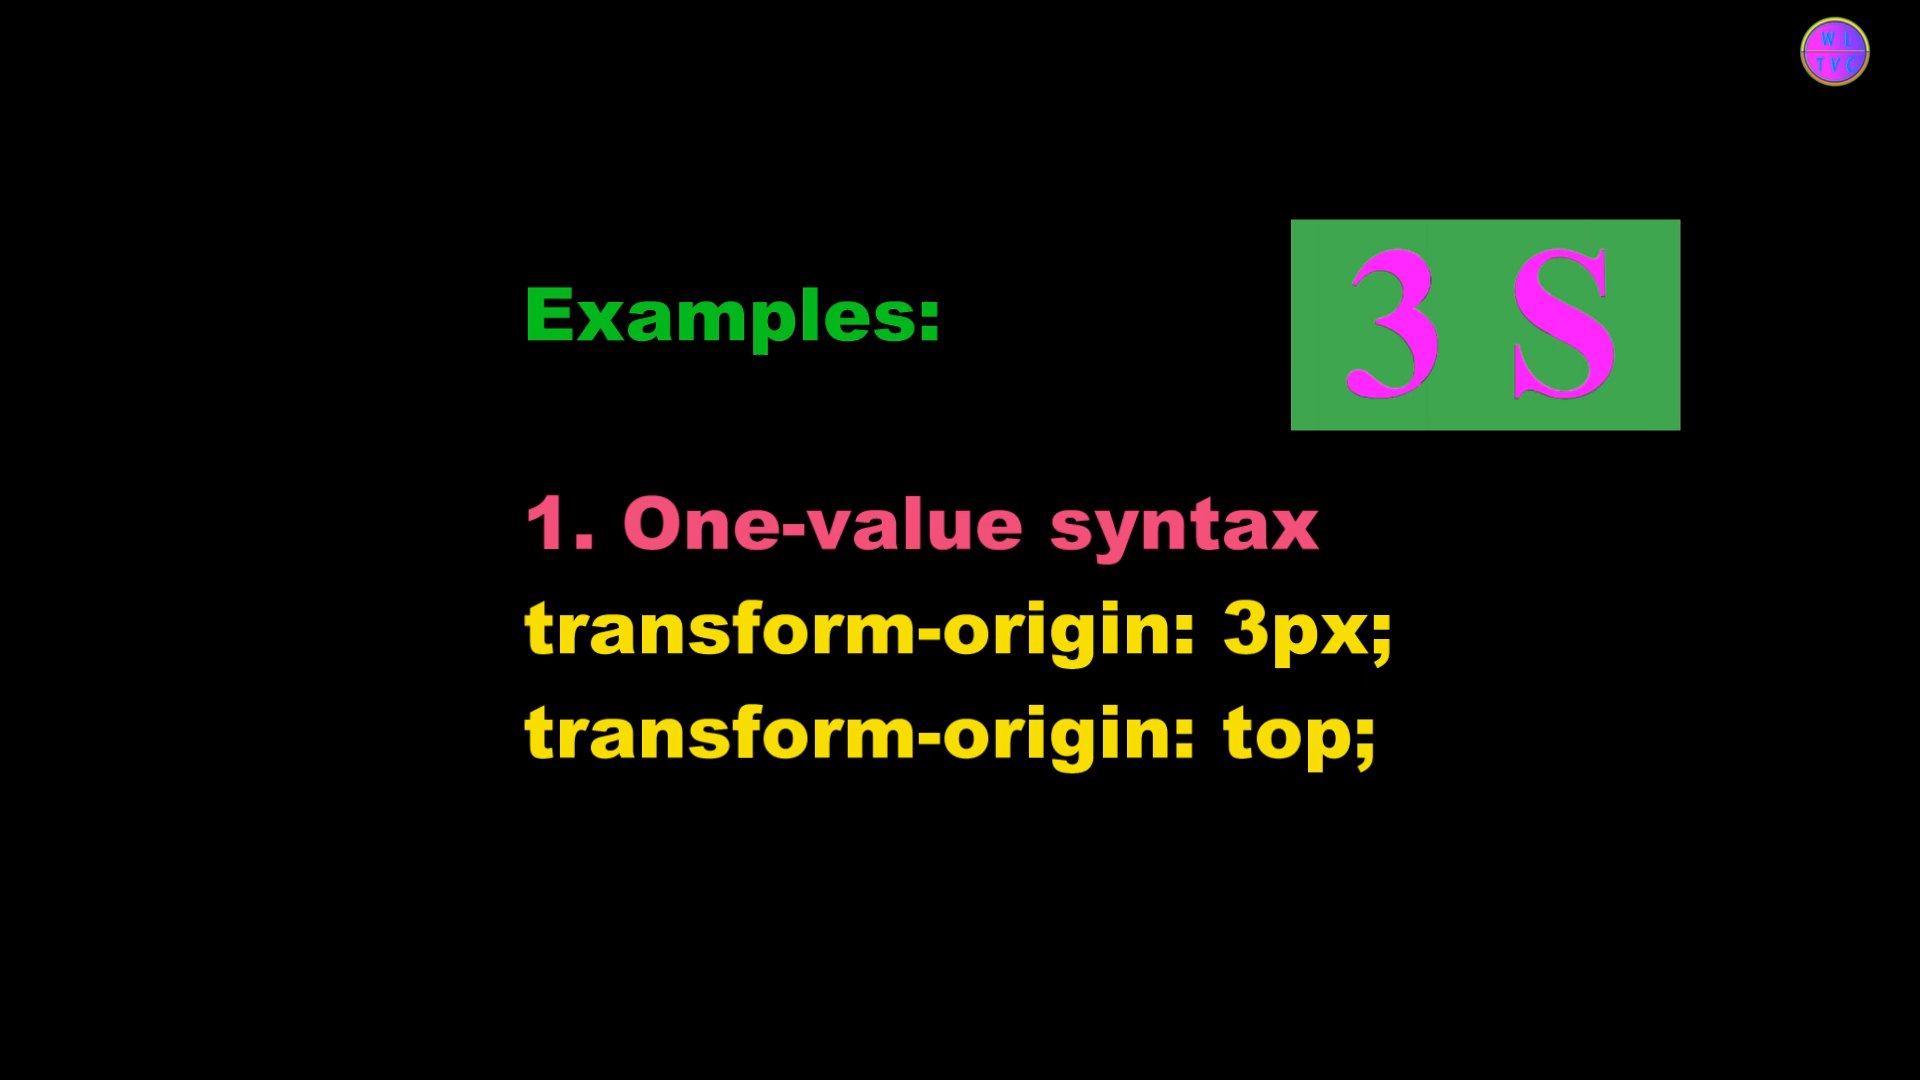 W L
T V C
3 S
Examples:
1. One-value syntax
transform-origin: 3px;
transform-origin: top;